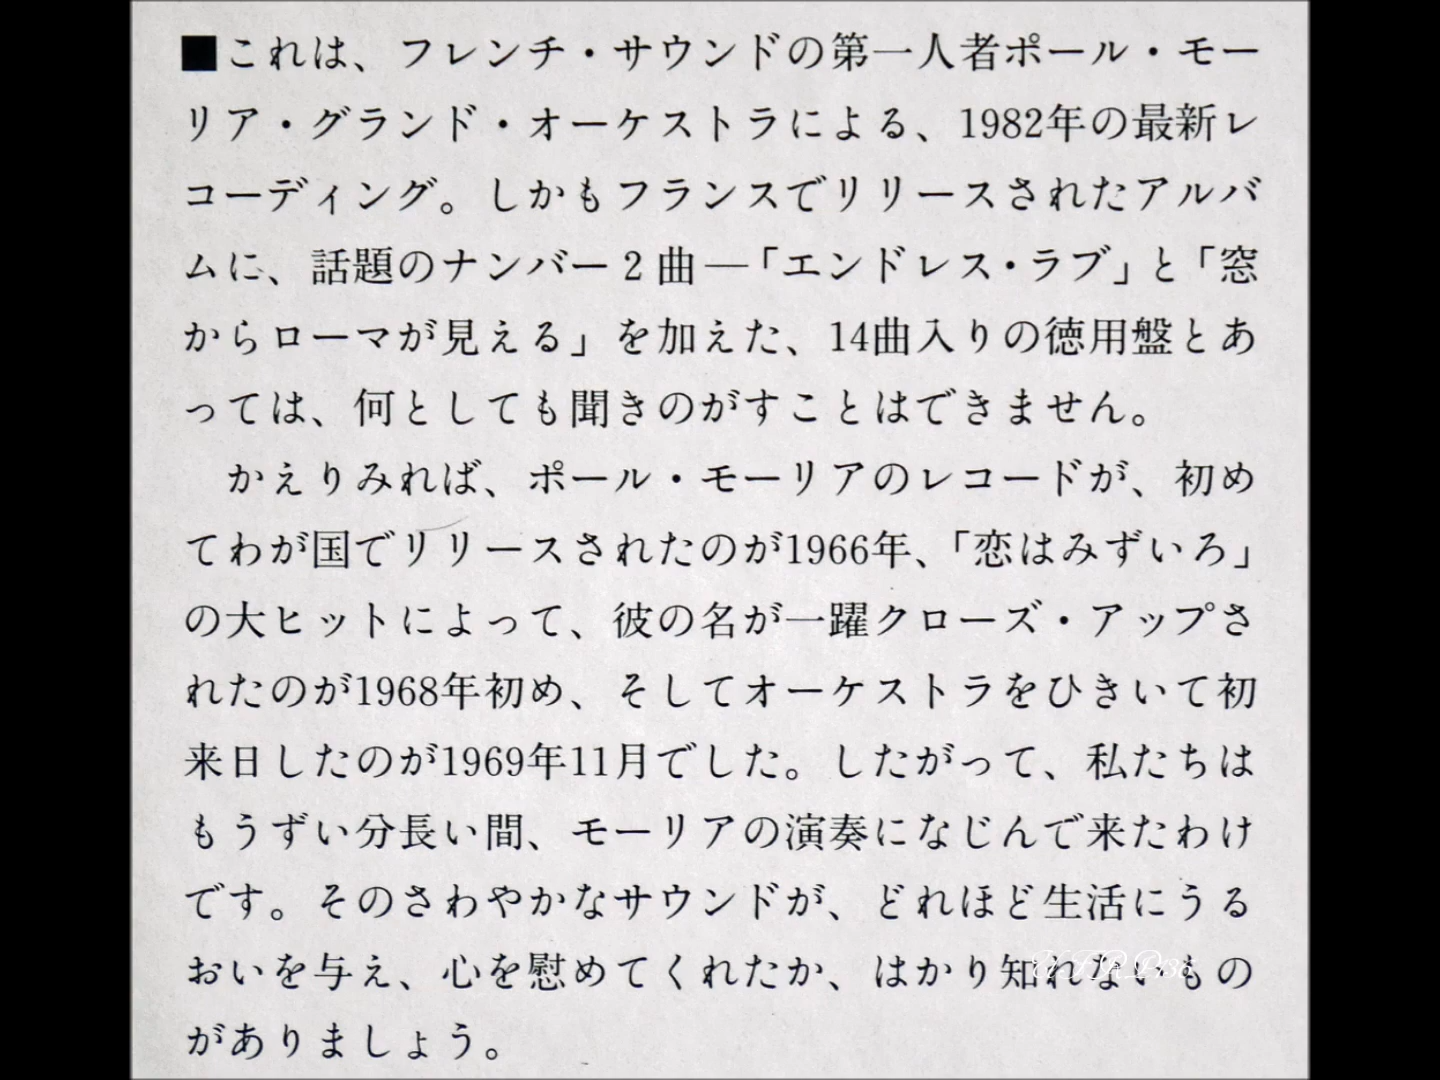 ■これは、フレンチ・サウンドの第一人者ポール・モー
リア・グランド・オーケストラによる、1982年の最新レ
コーディング。しかもフランスでリリースされたアルバ
ムに、話題のナンバー2曲—「エンドレス・ラブ」と「窓
からローマが見える」を加えた、14曲入りの徳用盤とあ
っては、何としても聞きのがすことはできません。
　かえりみれば、ポール・モーリアのレコードが、初め
てわが国でリリースされたのが1966年、「恋はみずいろ」
の大ヒットによって、彼の名が一躍クローズ・アップさ
れたのが1968年初め、そしてオーケストラをひきいて初
来日したのが1969年11月でした。したがって、私たちは
もうずい分長い間、モーリアの演奏になじんで来たわけ
です。そのさわやかなサウンドが、どれほど生活にうる
おいを与え、心を慰めてくれたか、はかり知れないもの
がありましょう。